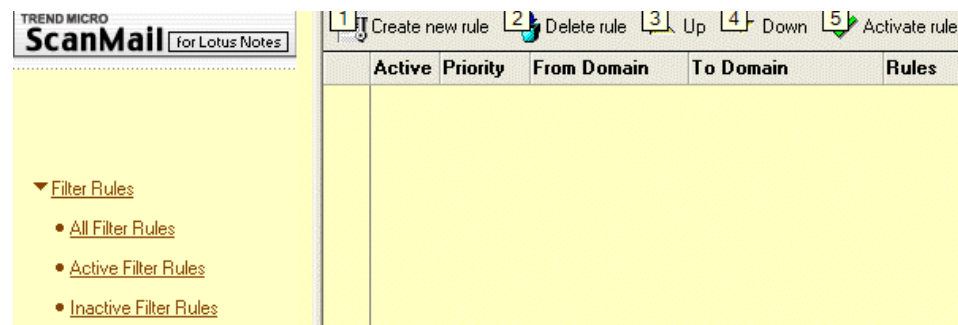 TREND MICRO
ScanMail for Lotus Notes
1 Create new rule 2 Delete rule 3 Up 4 Down 5 Activate rule
Active Priority From Domain To Domain Rules
Filter Rules
All Filter Rules
Active Filter Rules
Inactive Filter Rules